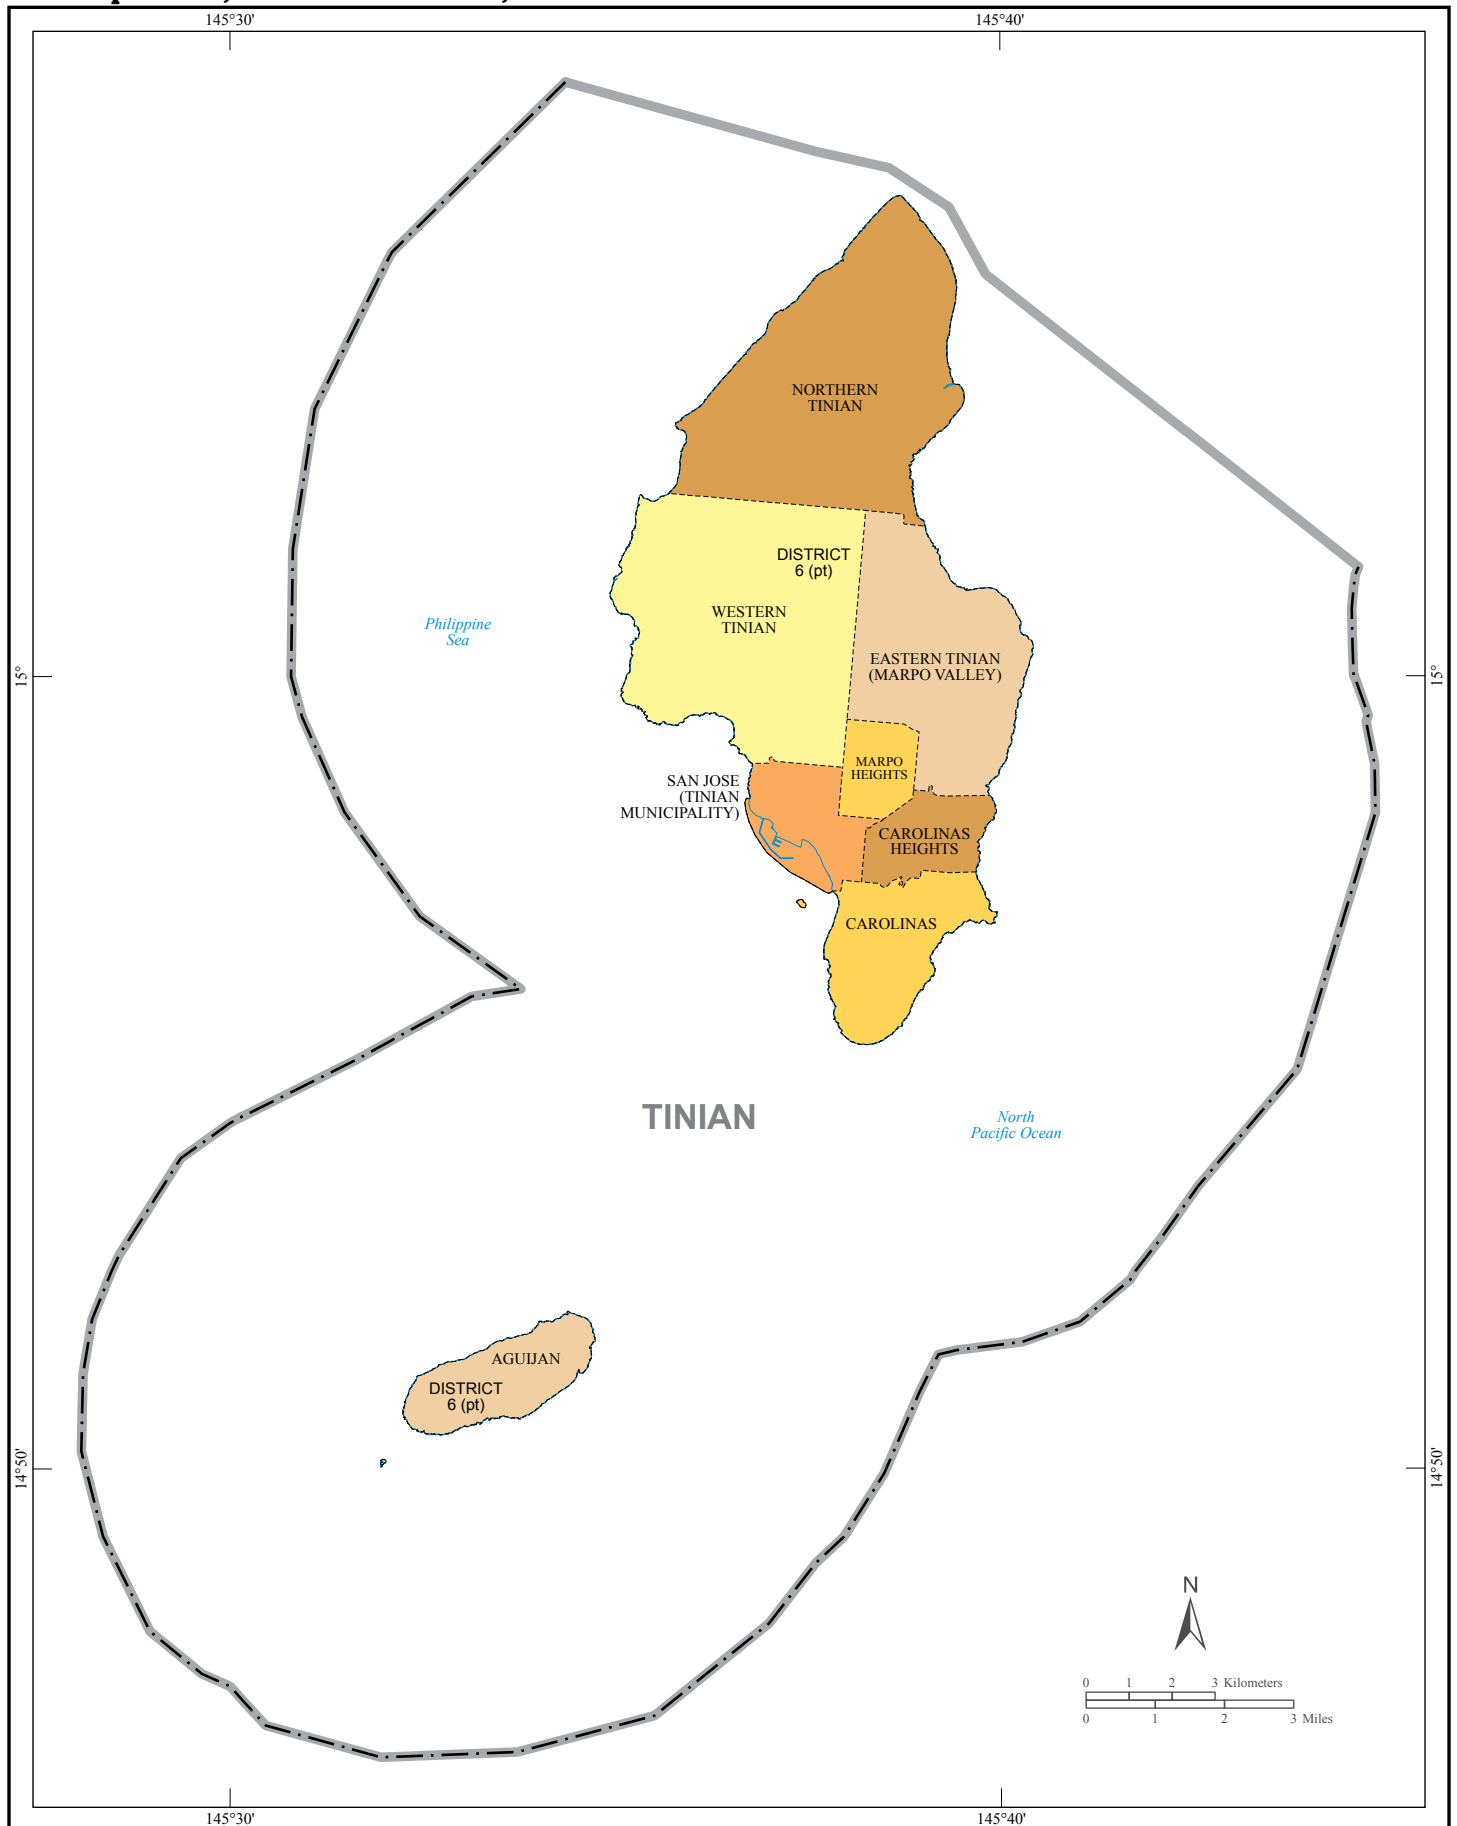 145°30'
145°40'
NORTHERN
TINIAN
DISTRICT
6 (pt)
WESTERN
TINIAN
Philippine
Sea
EASTERN TINIAN
(MARPO VALLEY)
15°
15°
MARPO
HEIGHTS
SAN JOSE
(TINIAN
MUNICIPALITY)
CAROLINAS
HEIGHTS
CAROLINAS
TINIAN
North
Pacific Ocean
AGUIJAN
DISTRICT
6 (pt)
14°50'
14°50'
N
0 1 2 3 Kilometers
0 1 2 3 Miles
145°30'
145°40'